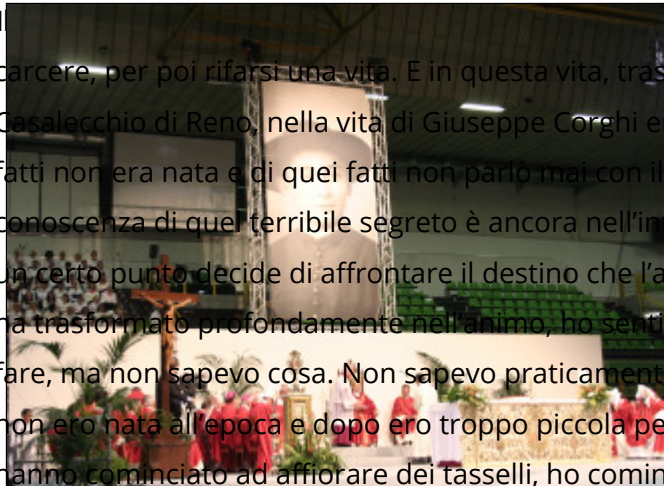 carcere, per poi rifarsi una vita. E in questa vita, tras
Casalecchio di Reno, nella vita di Giuseppe Corghi e
fatti non era nata e di quei fatti non parlò mai con il
conoscenza di quel terribile segreto è ancora nell'in
un certo punto decide di affrontare il destino che l'a
ha trasformato profondamente nell'animo, ho senti
fare, ma non sapevo cosa. Non sapevo praticament
non ero nata all'epoca e dopo ero troppo piccola pe
hanno cominciato ad affiorare dei tasselli, ho comin